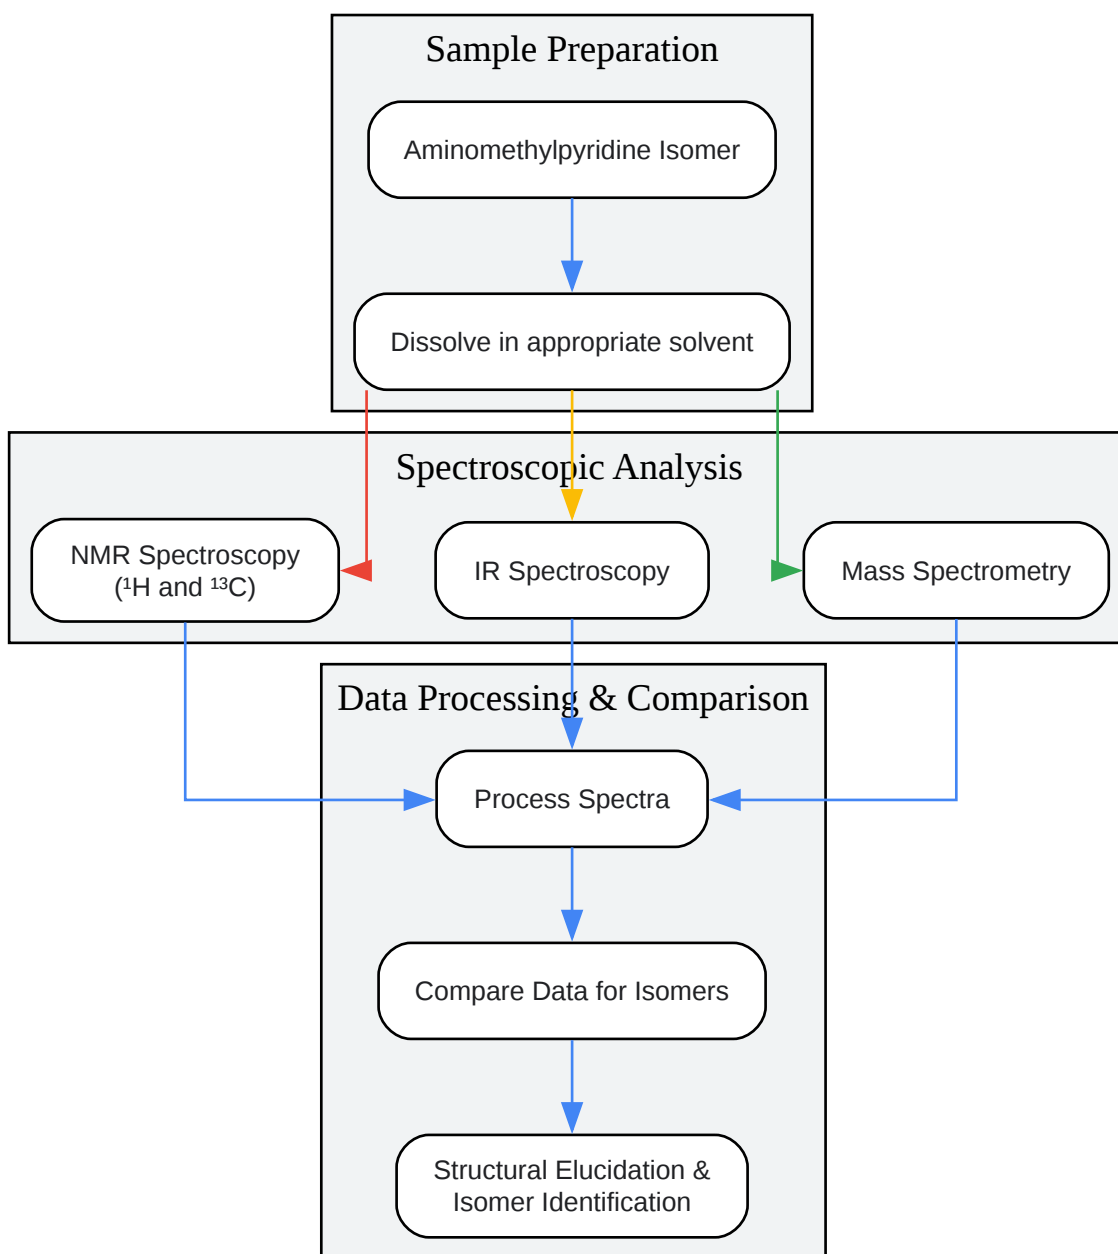 Sample Preparation
Aminomethylpyridine Isomer
Dissolve in appropriate solvent
Spectroscopic Analysis
NMR Spectroscopy
(¹H and ¹³C)
IR Spectroscopy
Mass Spectrometry
Data Processing & Comparison
Process Spectra
Compare Data for Isomers
Structural Elucidation &
Isomer Identification